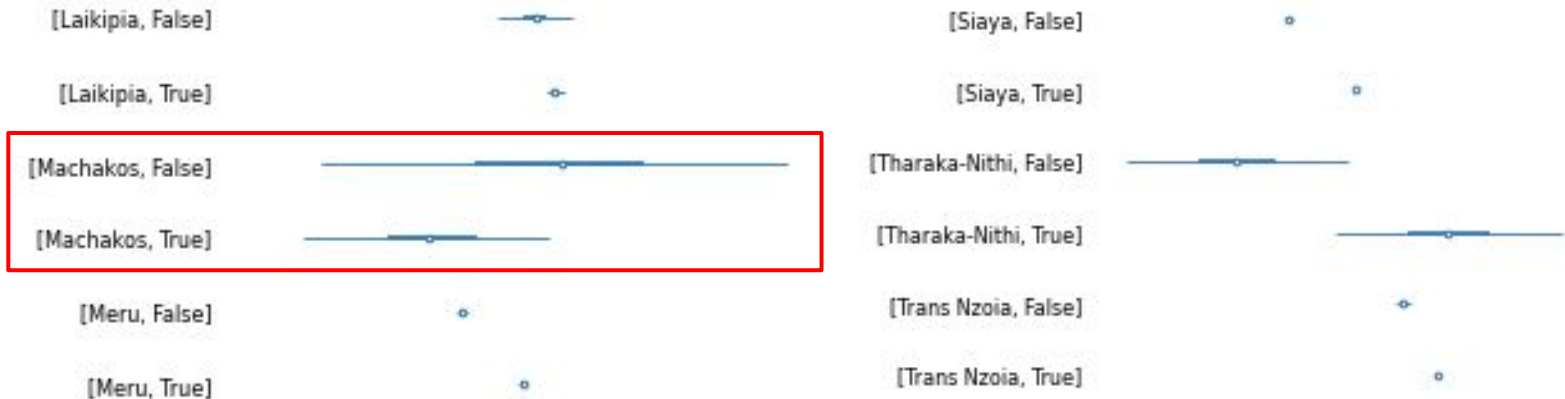 [Laikipia, False]
[Laikipia, True]
[Machakos, False]
[Machakos, True]
[Meru, False]
[Meru, True]
[Siaya, False]
[Siaya, True]
[Tharaka-Nithi, False]
[Tharaka-Nithi, True]
[Trans Nzoia, False]
[Trans Nzoia, True]